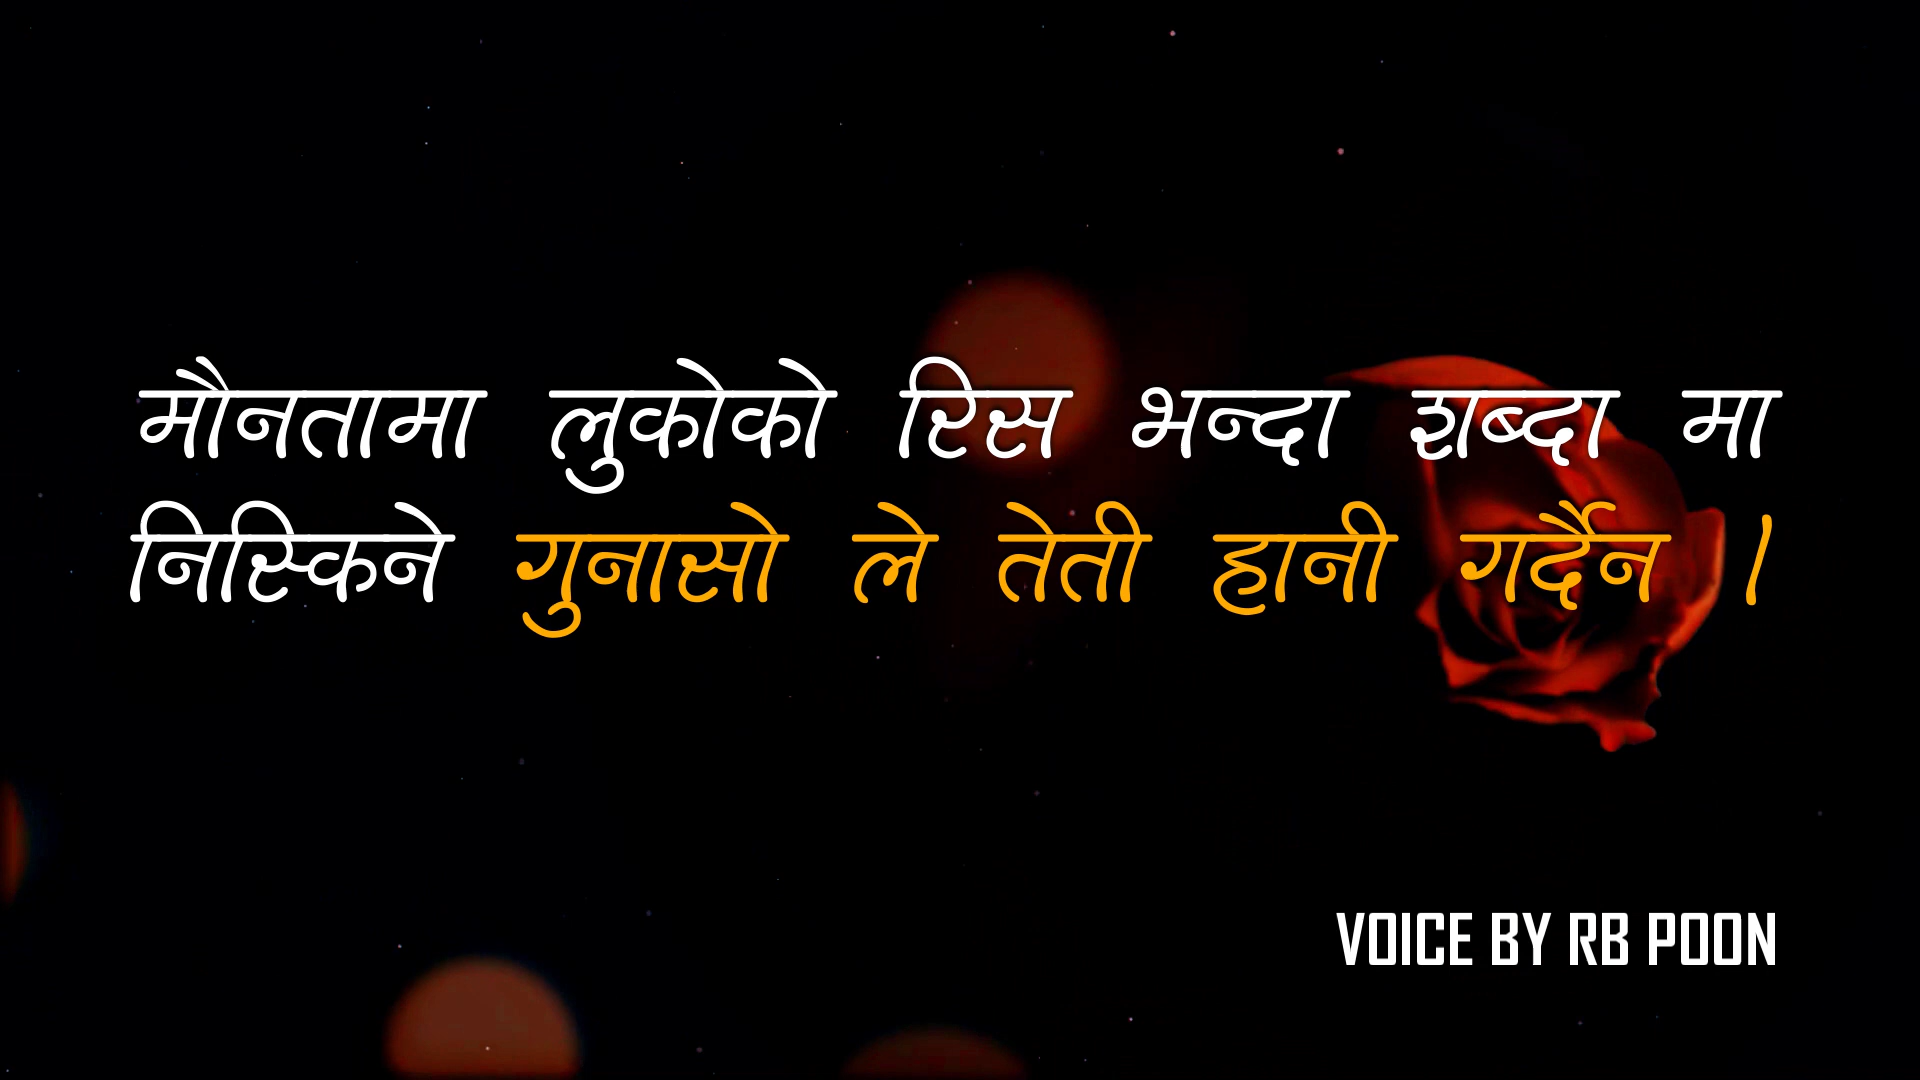 मौनतामा लुकोको रिस भन्दा शब्दा मा
निस्किने गुनासो ले तेती हानी गर्दैन ।
VOICE BY RB POON